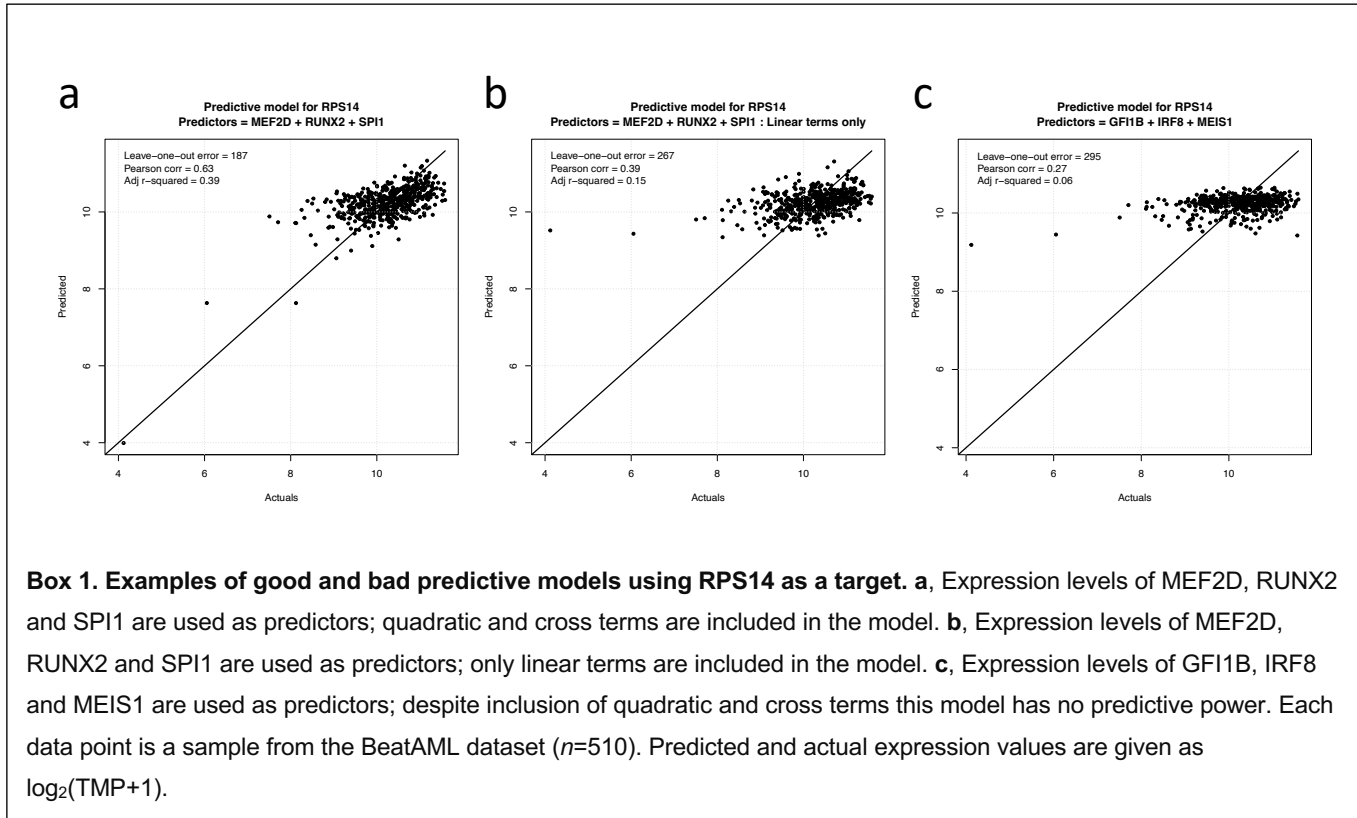 a
Predictive model for RPS14
Predictors = MEF2D + RUNX2 + SPI1
Leave-one-out error = 187
Pearson corr = 0.63
Adj r-squared = 0.39
Predicted
10
8
6
4
4
6
8
10
Actuals
b
Predictive model for RPS14
Predictors = MEF2D + RUNX2 + SPI1 : Linear terms only
Leave-one-out error = 267
Pearson corr = 0.39
Adj r-squared = 0.15
Predicted
10
8
6
4
4
6
8
10
Actuals
c
Predictive model for RPS14
Predictors = GFI1B + IRF8 + MEIS1
Leave-one-out error = 295
Pearson corr = 0.27
Adj r-squared = 0.06
Predicted
10
8
6
4
4
6
8
10
Actuals
Box 1. Examples of good and bad predictive models using RPS14 as a target. a, Expression levels of MEF2D, RUNX2
and SPI1 are used as predictors; quadratic and cross terms are included in the model. b, Expression levels of MEF2D,
RUNX2 and SPI1 are used as predictors; only linear terms are included in the model. c, Expression levels of GFI1B, IRF8
and MEIS1 are used as predictors; despite inclusion of quadratic and cross terms this model has no predictive power. Each
data point is a sample from the BeatAML dataset (n=510). Predicted and actual expression values are given as
log₂(TMP+1).